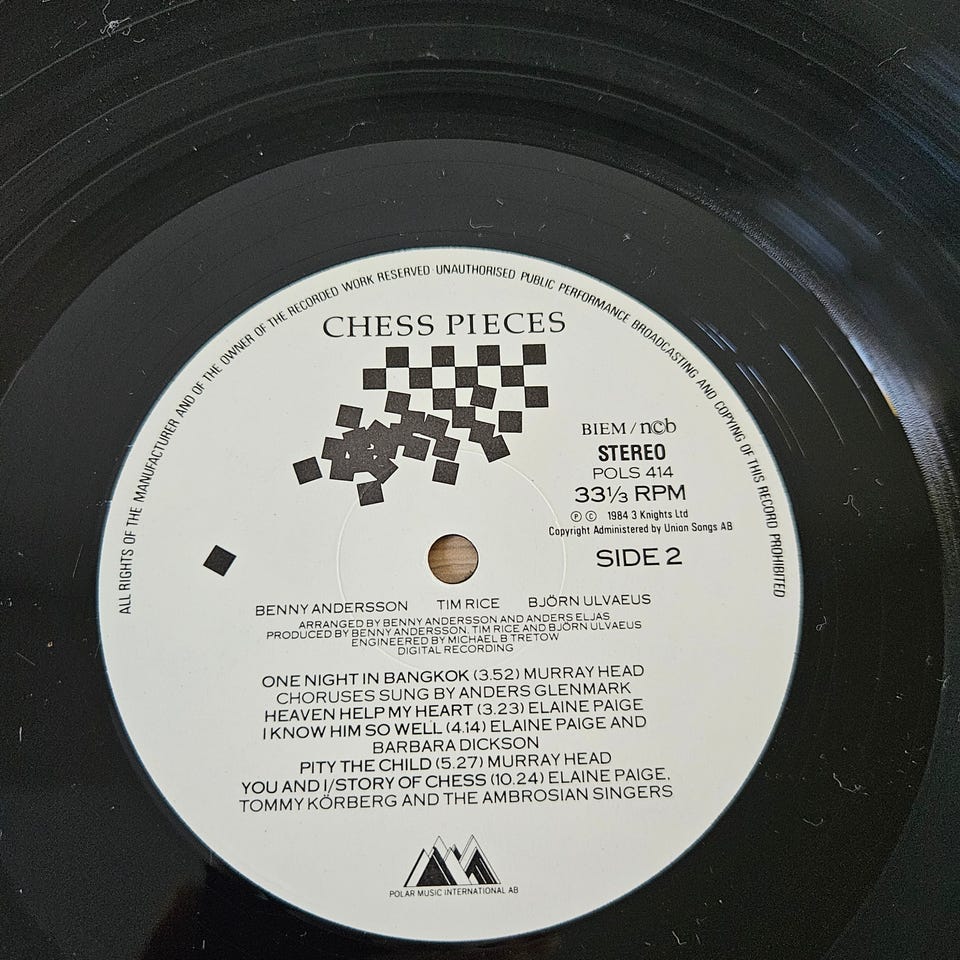 ALL RIGHTS OF THE MANUFACTURER AND OF THE OWNER OF THE RECORDED WORK RESERVED UNAUTHORISED PUBLIC PERFORMANCE BROADCASTING AND COPYING OF THIS RECORD PROHIBITED
CHESS PIECES
BIEM / ncb
STEREO
POLS 414
33⅓ RPM
Ⓟ © 1984 3 Knights Ltd
Copyright Administered by Union Songs AB
SIDE 2
BENNY ANDERSSON TIM RICE BJÖRN ULVAEUS
ARRANGED BY BENNY ANDERSSON AND ANDERS ELJAS
PRODUCED BY BENNY ANDERSSON, TIM RICE AND BJÖRN ULVAEUS
ENGINEERED BY MICHAEL B TRETOW
DIGITAL RECORDING
ONE NIGHT IN BANGKOK (3.52) MURRAY HEAD
CHORUSES SUNG BY ANDERS GLENMARK
HEAVEN HELP MY HEART (3.23) ELAINE PAIGE
I KNOW HIM SO WELL (4.14) ELAINE PAIGE AND
BARBARA DICKSON
PITY THE CHILD (5.27) MURRAY HEAD
YOU AND I/STORY OF CHESS (10.24) ELAINE PAIGE,
TOMMY KÖRBERG AND THE AMBROSIAN SINGERS
POLAR MUSIC INTERNATIONAL AB